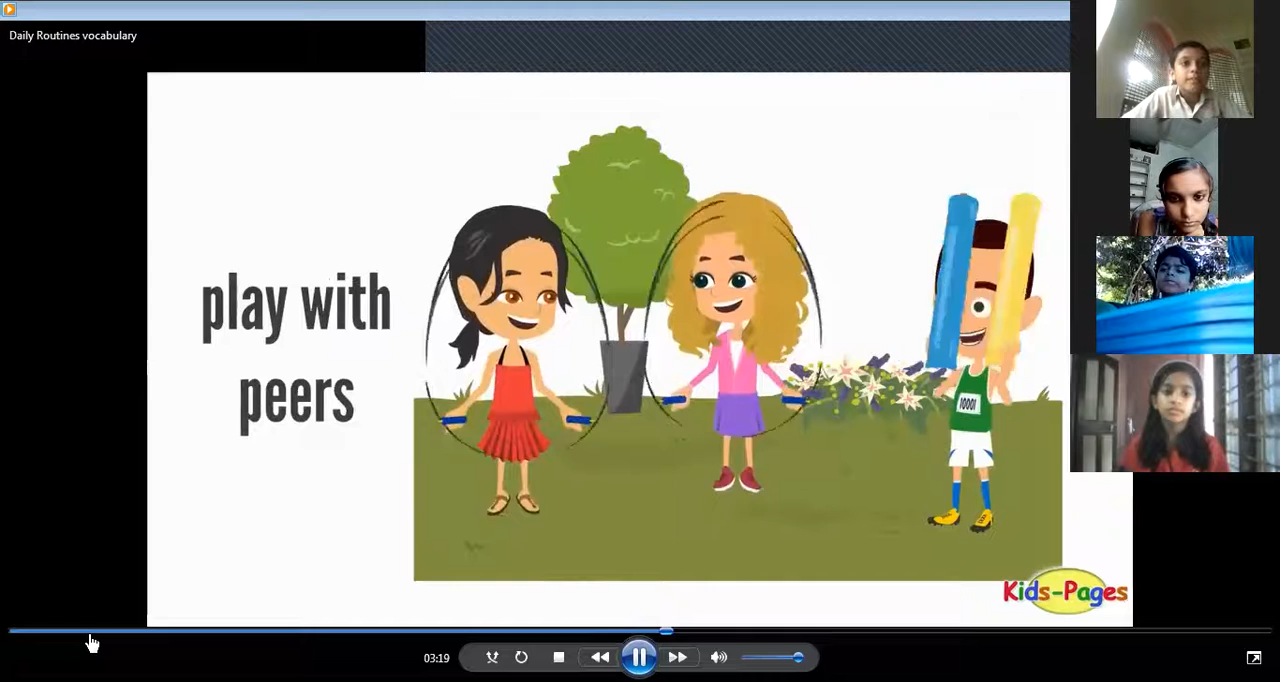 Daily Routines vocabulary
play with
peers
10001
Kids-Pages
03:19